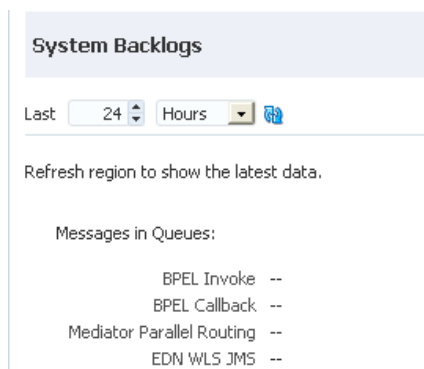 System Backlogs
Last 24 Hours
Refresh region to show the latest data.
Messages in Queues:
BPEL Invoke --
BPEL Callback --
Mediator Parallel Routing --
EDN WLS JMS --